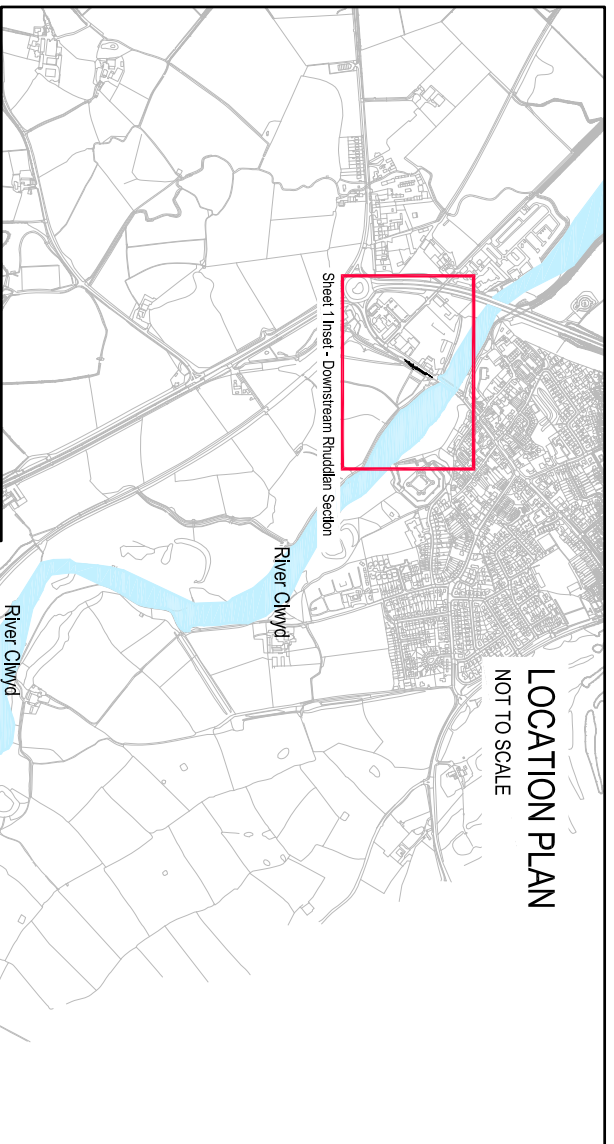 LOCATION PLAN
NOT TO SCALE
Sheet 1 Inset - Downstream Rhuddlan Section
River Clwyd
River Clwyd